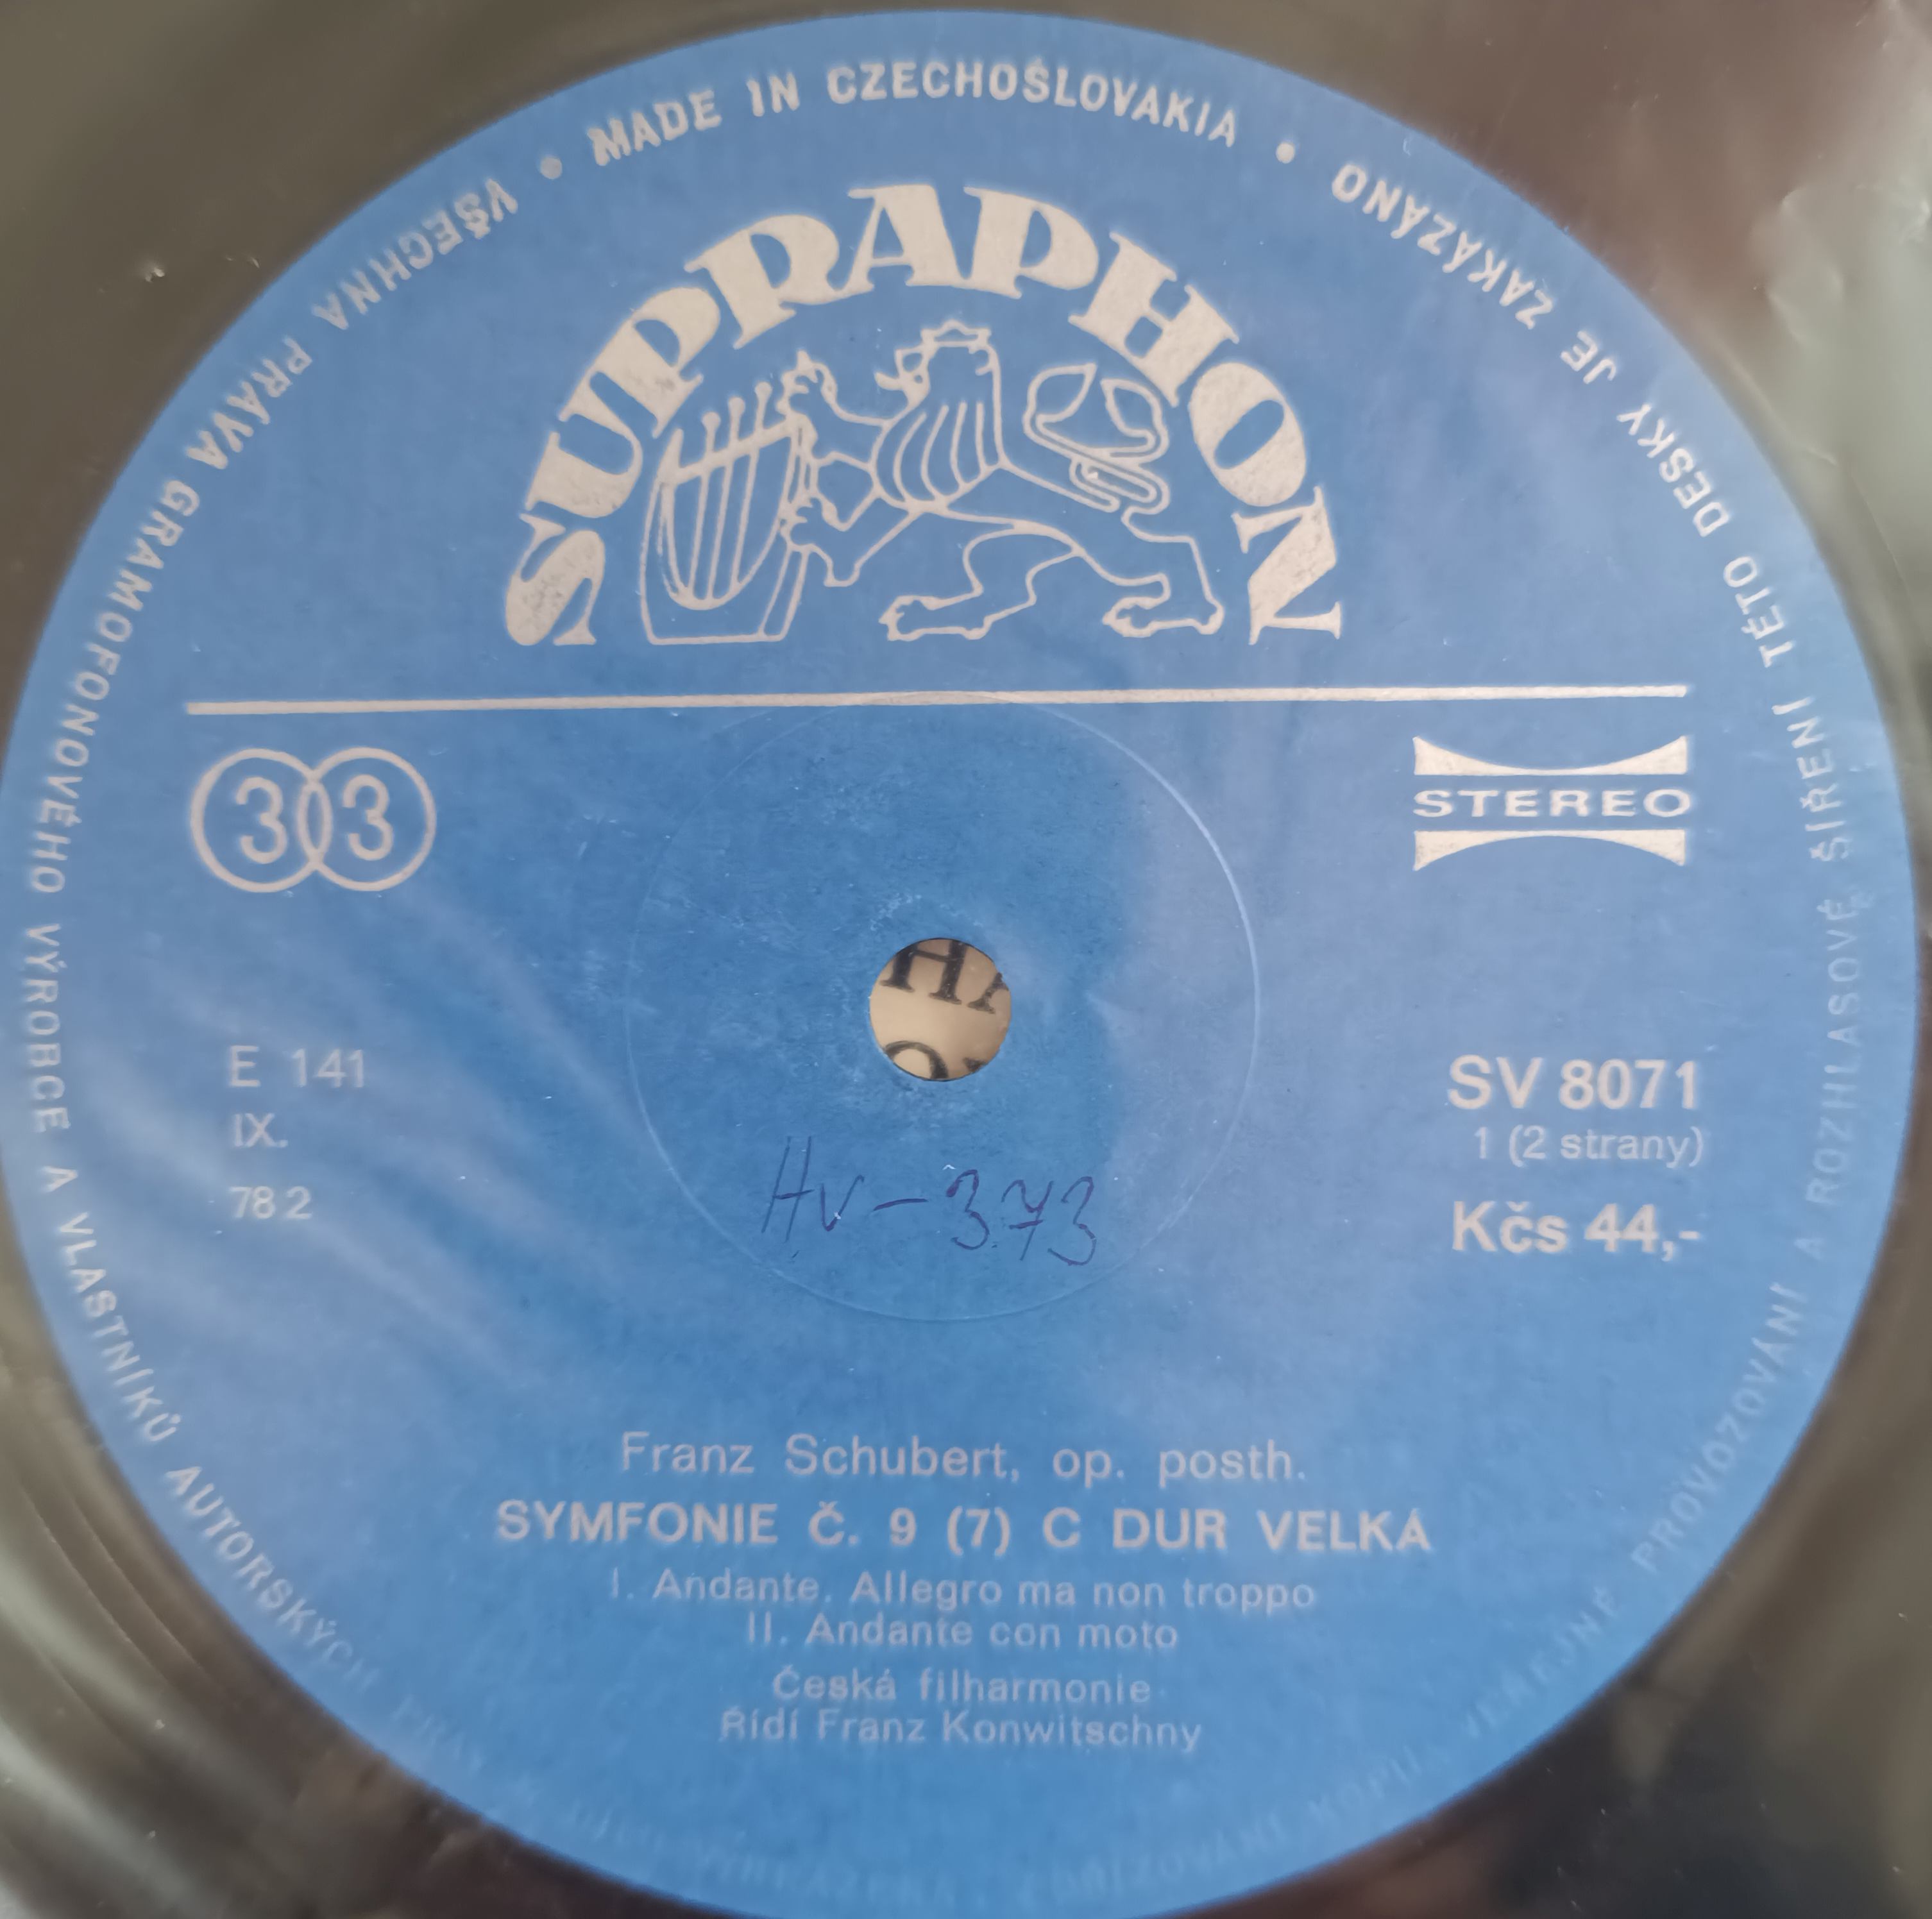 VŠECHNA PRÁVA GRAMOFONOVÉHO VÝROBCE A VLASTNÍKŮ AUTORSKÝCH
• MADE IN CZECHOSLOVAKIA •
PROVOZOVÁNÍ A ROZHLASOVÉ ŠÍŘENÍ TÉTO DESKY JE ZAKÁZÁNO
SUPRAPHON
33
STEREO
E 141
IX.
78 2
SV 8071
1 (2 strany)
Kčs 44,-
HV-373
Franz Schubert, op. posth.
SYMFONIE Č. 9 (7) C DUR VELKÁ
I. Andante. Allegro ma non troppo
II. Andante con moto
Česká filharmonie
Řídí Franz Konwitschny